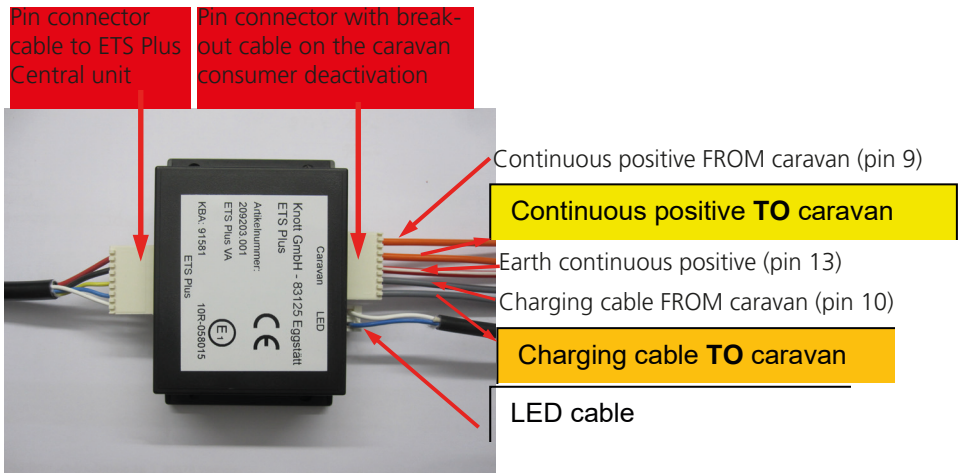 Pin connector
cable to ETS Plus
Central unit
Pin connector with break-
out cable on the caravan
consumer deactivation
Continuous positive FROM caravan (pin 9)
Continuous positive TO caravan
Earth continuous positive (pin 13)
Charging cable FROM caravan (pin 10)
Charging cable TO caravan
LED cable
Caravan
LED
Knott GmbH - 83125 Eggstätt
ETS Plus
CE
Artikelnummer:
209203.001
ETS Plus VA
E1
KBA: 91581
10R-058015
ETS Plus